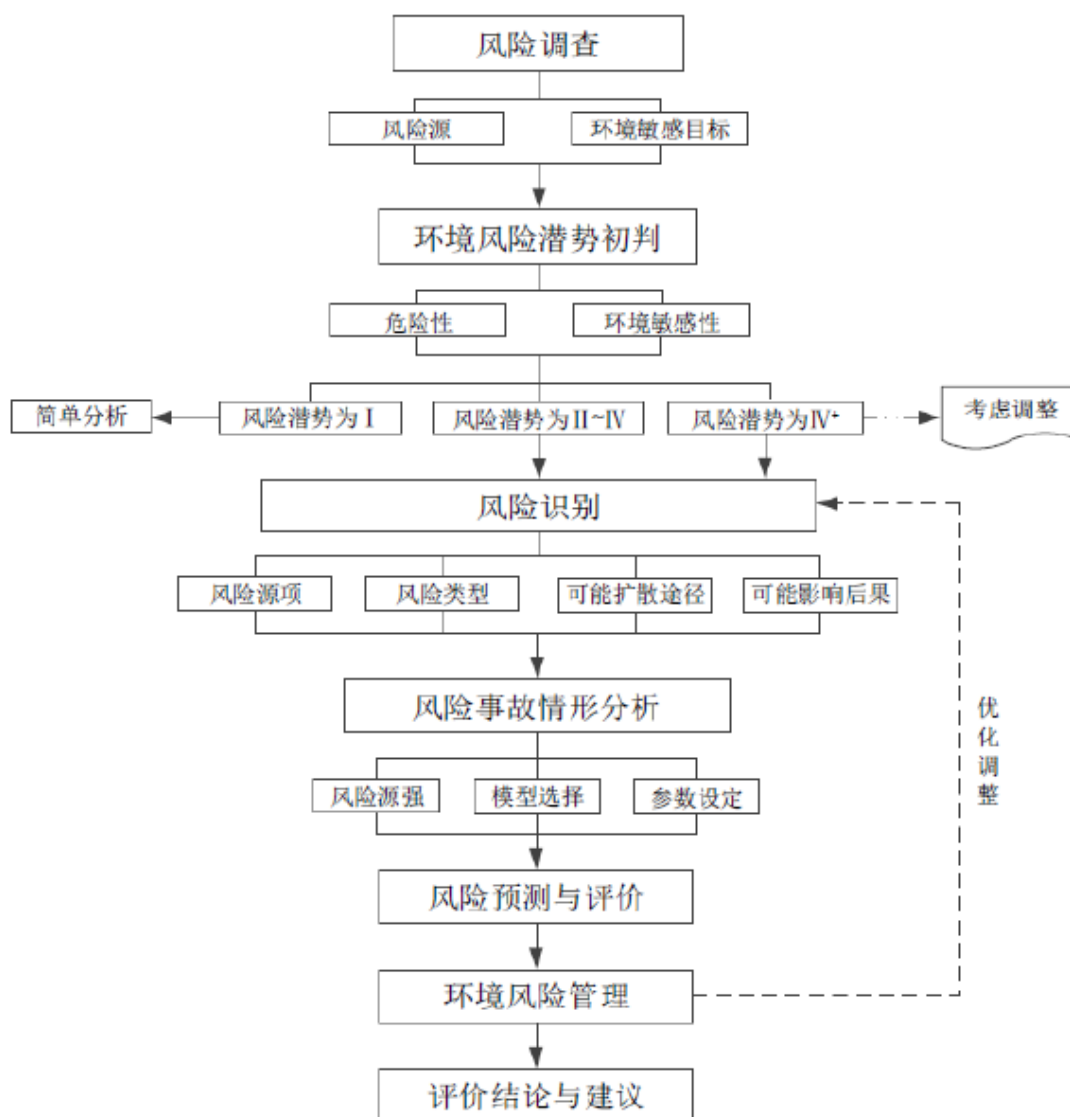 风险调查
风险源
环境敏感目标
环境风险潜势初判
危险性
环境敏感性
简单分析
风险潜势为Ⅰ
风险潜势为Ⅱ~Ⅳ
风险潜势为Ⅳ⁺
考虑调整
风险识别
风险源项
风险类型
可能扩散途径
可能影响后果
风险事故情形分析
风险源强
模型选择
参数设定
优化调整
风险预测与评价
环境风险管理
评价结论与建议